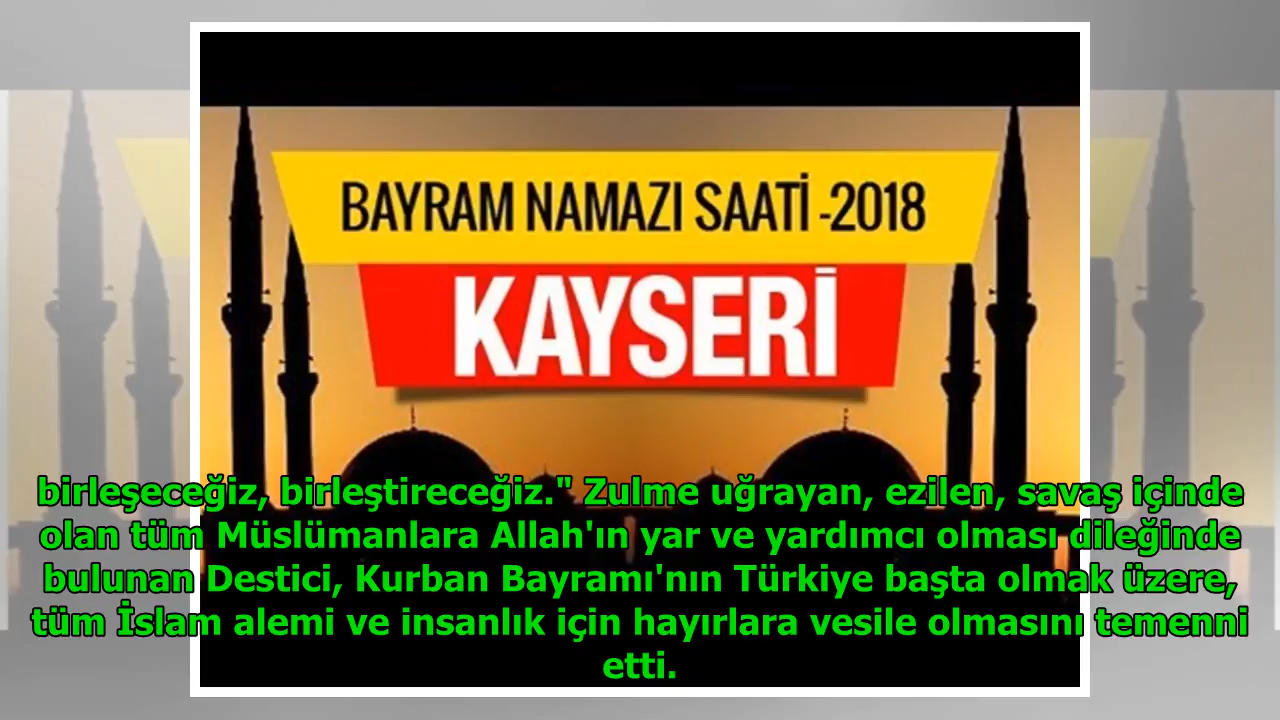 BAYRAM NAMAZI SAATİ -2018
KAYSERİ
birleşeceğiz, birleştireceğiz." Zulme uğrayan, ezilen, savaş içinde
olan tüm Müslümanlara Allah'ın yar ve yardımcı olması dileğinde
bulunan Destici, Kurban Bayramı'nın Türkiye başta olmak üzere,
tüm İslam alemi ve insanlık için hayırlara vesile olmasını temenni
etti.